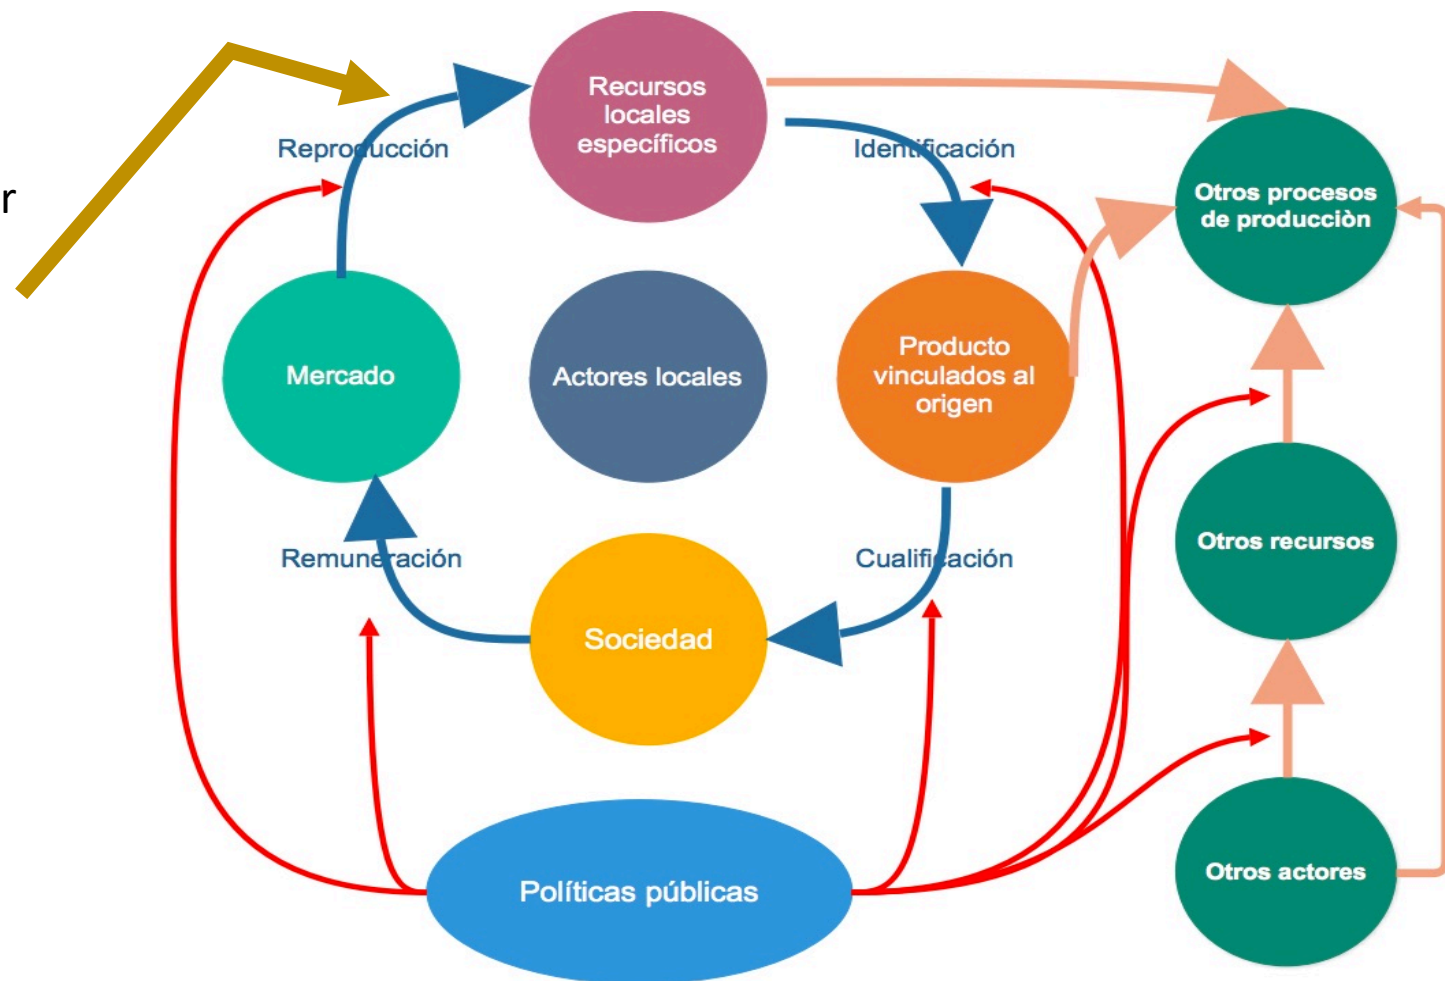 Recursos
locales
específicos
Reproducción
Identificación
r
Otros procesos
de producciòn
Mercado
Actores locales
Producto
vinculados al
origen
Otros recursos
Remuneración
Cualificación
Sociedad
Políticas públicas
Otros actores